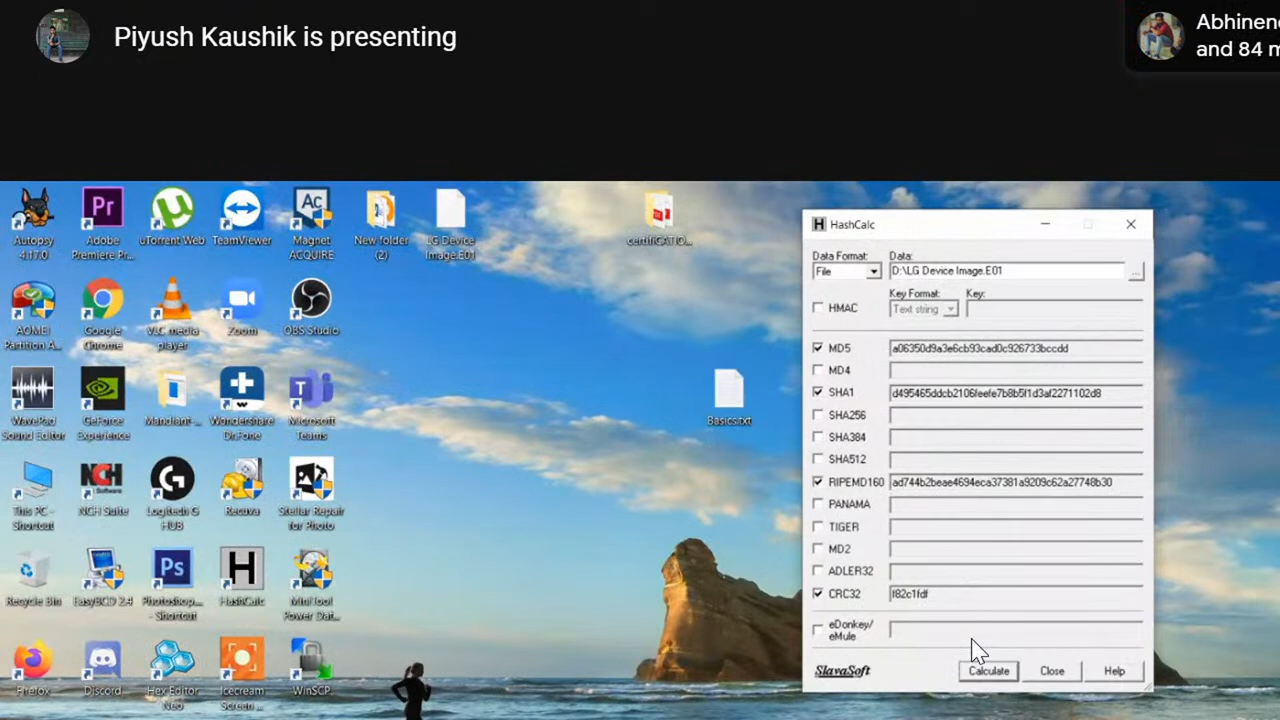 Piyush Kaushik is presenting
Abhinen
and 84 m
Autopsy
4.17.0
Adobe
Premiere Pr...
uTorrent Web
TeamViewer
Magnet
ACQUIRE
New folder
(2)
LG Device
Image.E01
certifiCATIO...
AOMEI
Partition A...
Google
Chrome
VLC media
player
Zoom
OBS Studio
WavePad
Sound Editor
GeForce
Experience
Mandiant-...
Wondershare
Dr.Fone
Microsoft
Teams
Basics.txt
This PC -
Shortcut
NCH Suite
Logitech G
HUB
Recuva
Stellar Repair
for Photo
Recycle Bin
EasyBCD 2.4
Photoshop...
- Shortcut
HashCalc
MiniTool
Power Dat...
Firefox
Discord
Hex Editor
Neo
Icecream
Screen ...
WinSCP
HashCalc
Data Format:
Data:
File
D:\LG Device Image.E01
...
HMAC
Key Format:
Key:
Text string
MD5
a06350d9a3e6cb93cad0c926733bccdd
MD4
SHA1
d495465ddcb2106feefe7b8b5f1d3af2271102d8
SHA256
SHA384
SHA512
RIPEMD160
ad744b2beae4694eca37381a9209c62a27748b30
PANAMA
TIGER
MD2
ADLER32
CRC32
f82c1fdf
eDonkey/
eMule
SlavaSoft
Calculate
Close
Help